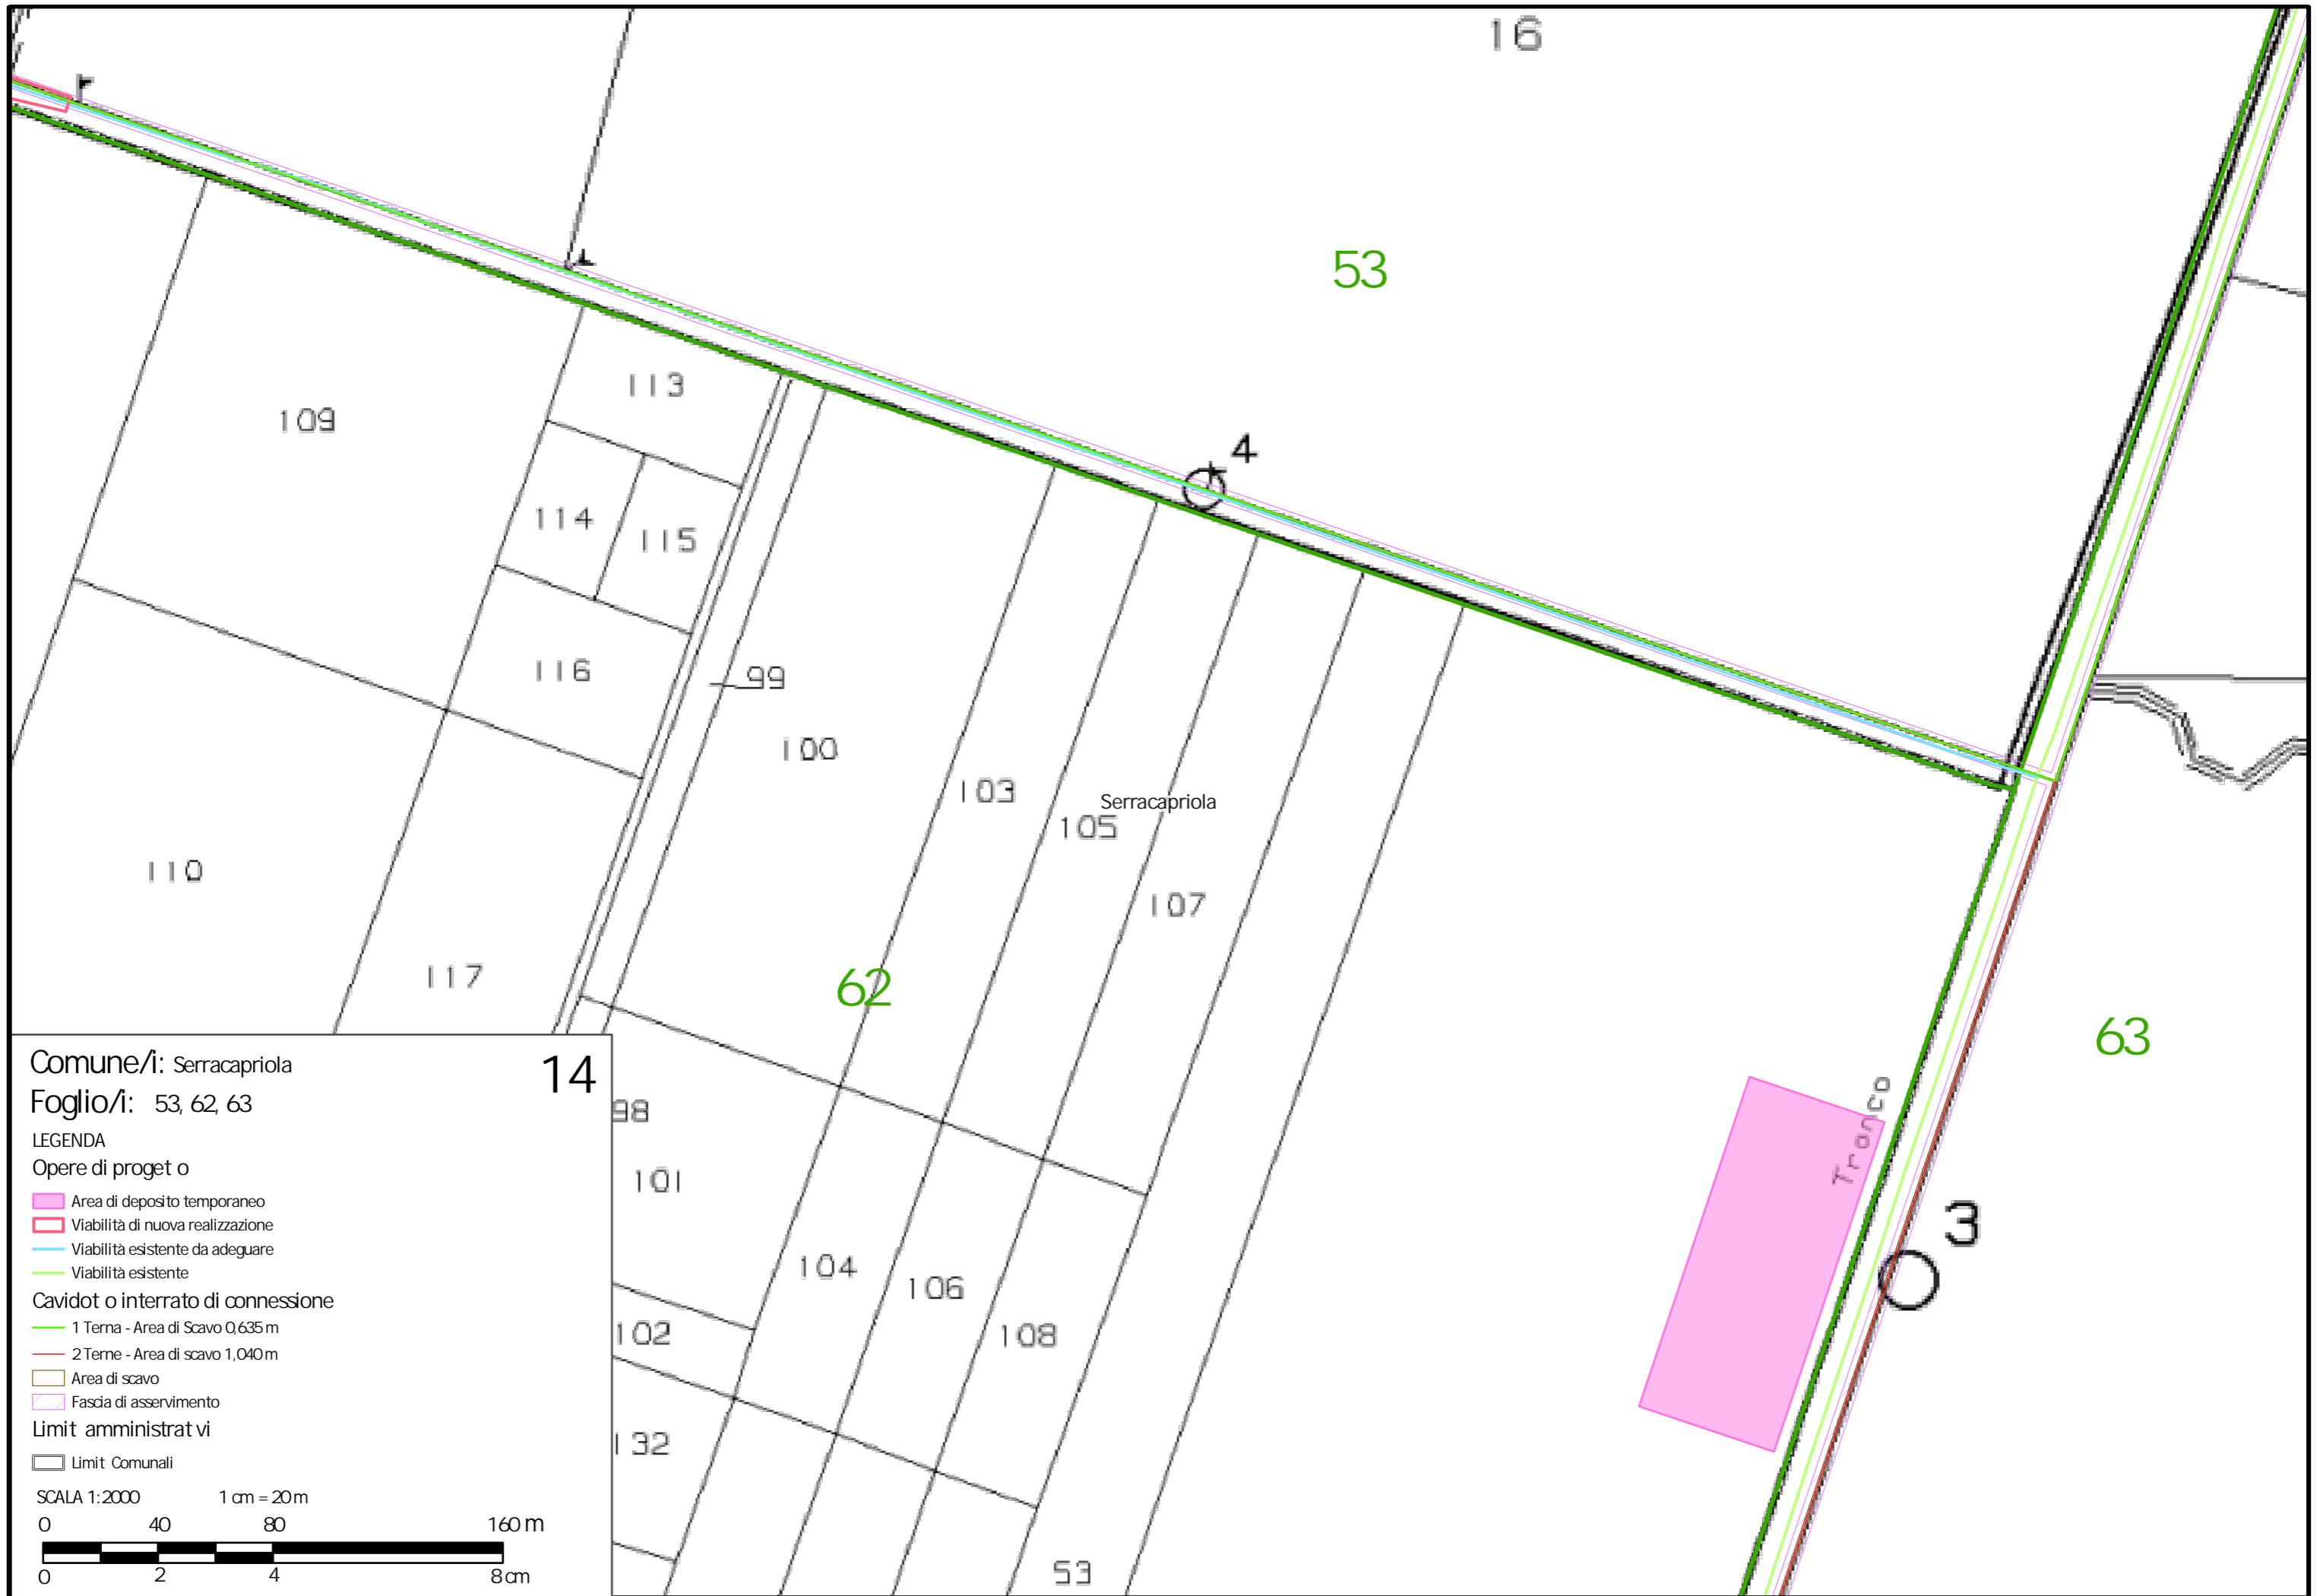 16
53
113
109
4
114
115
116
99
100
103
Serracapriola
105
110
107
117
62
63
Comune/i: Serracapriola
14
Foglio/i: 53, 62, 63
LEGENDA
Opere di proget o
Area di deposito temporaneo
Viabilità di nuova realizzazione
Viabilità esistente da adeguare
Viabilità esistente
Cavidot o interrato di connessione
1 Terna - Area di Scavo 0,635 m
2 Terne - Area di scavo 1,040 m
Area di scavo
Fascia di asservimento
Limit amministrat vi
Limit Comunali
SCALA 1:2000 1 cm = 20 m
0 40 80 160 m
0 2 4 8 cm
98
101
Tronco
3
104
106
102
108
132
53